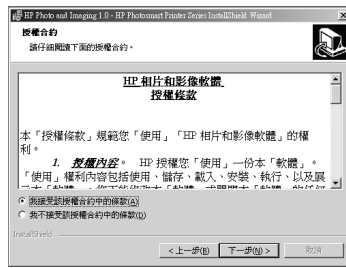 HP Photo and Imaging 1.0 - HP Photosmart Printer Series InstallShield Wizard
授權合約
請仔細閱讀下面的授權合約。
HP 相片和影像軟體
授權條款
本「授權條款」規範您「使用」「HP 相片和影像軟體」的權
利。
1. 授權內容。 HP 授權您「使用」一份本「軟體」。
「使用」權利內容包括使用、儲存、載入、安裝、執行、以及展
我接受該授權合約中的條款(A)
我不接受該授權合約中的條款(D)
InstallShield
< 上一步(B)
下一步(N) >
取消